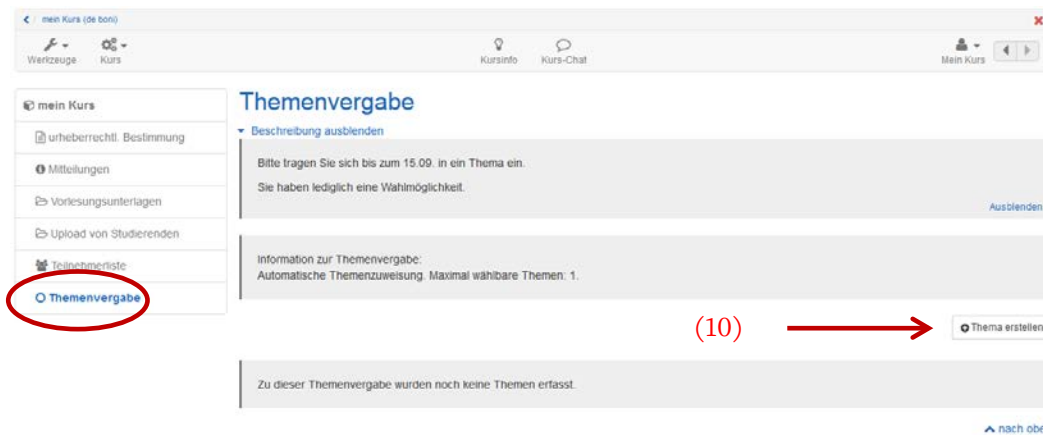 mein Kurs (de boni)
Werkzeuge Kurs Kursinfo Kurs-Chat Mein Kurs
mein Kurs
urheberrechtl. Bestimmung
Mitteilungen
Vorlesungsunterlagen
Upload von Studierenden
Teilnehmerliste
Themenvergabe
Themenvergabe
Beschreibung ausblenden
Bitte tragen Sie sich bis zum 15.09. in ein Thema ein.
Sie haben lediglich eine Wahlmöglichkeit.
Ausblenden
Information zur Themenvergabe:
Automatische Themenzuweisung. Maximal wählbare Themen: 1.
(10)
Thema erstellen
Zu dieser Themenvergabe wurden noch keine Themen erfasst.
nach obe